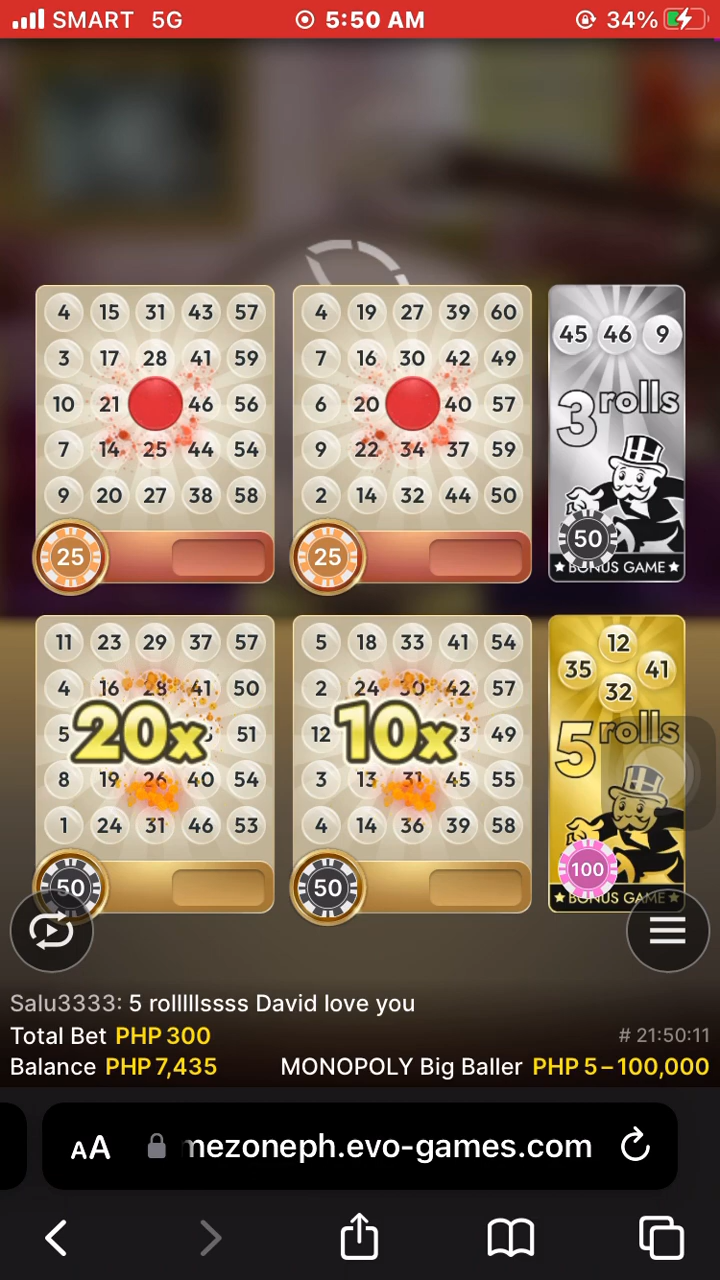 SMART 5G 5:50 AM 34%
4 15 31 43 57
3 17 28 41 59
10 21 46 56
7 14 25 44 54
9 20 27 38 58
25
4 19 27 39 60
7 16 30 42 49
6 20 40 57
9 22 34 37 59
2 14 32 44 50
25
45 46 9
3 rolls
50
BONUS GAME
11 23 29 37 57
4 16 28 41 50
5 20x 51
8 19 26 40 54
1 24 31 46 53
50
5 18 33 41 54
2 24 30 42 57
12 10x 3 49
3 13 31 45 55
4 14 36 39 58
50
12
35 41
32
5 rolls
100
BONUS GAME
Salu3333: 5 rolllllssss David love you
Total Bet PHP 300 # 21:50:11
Balance PHP 7,435 MONOPOLY Big Baller PHP 5–100,000
AA mezoneph.evo-games.com